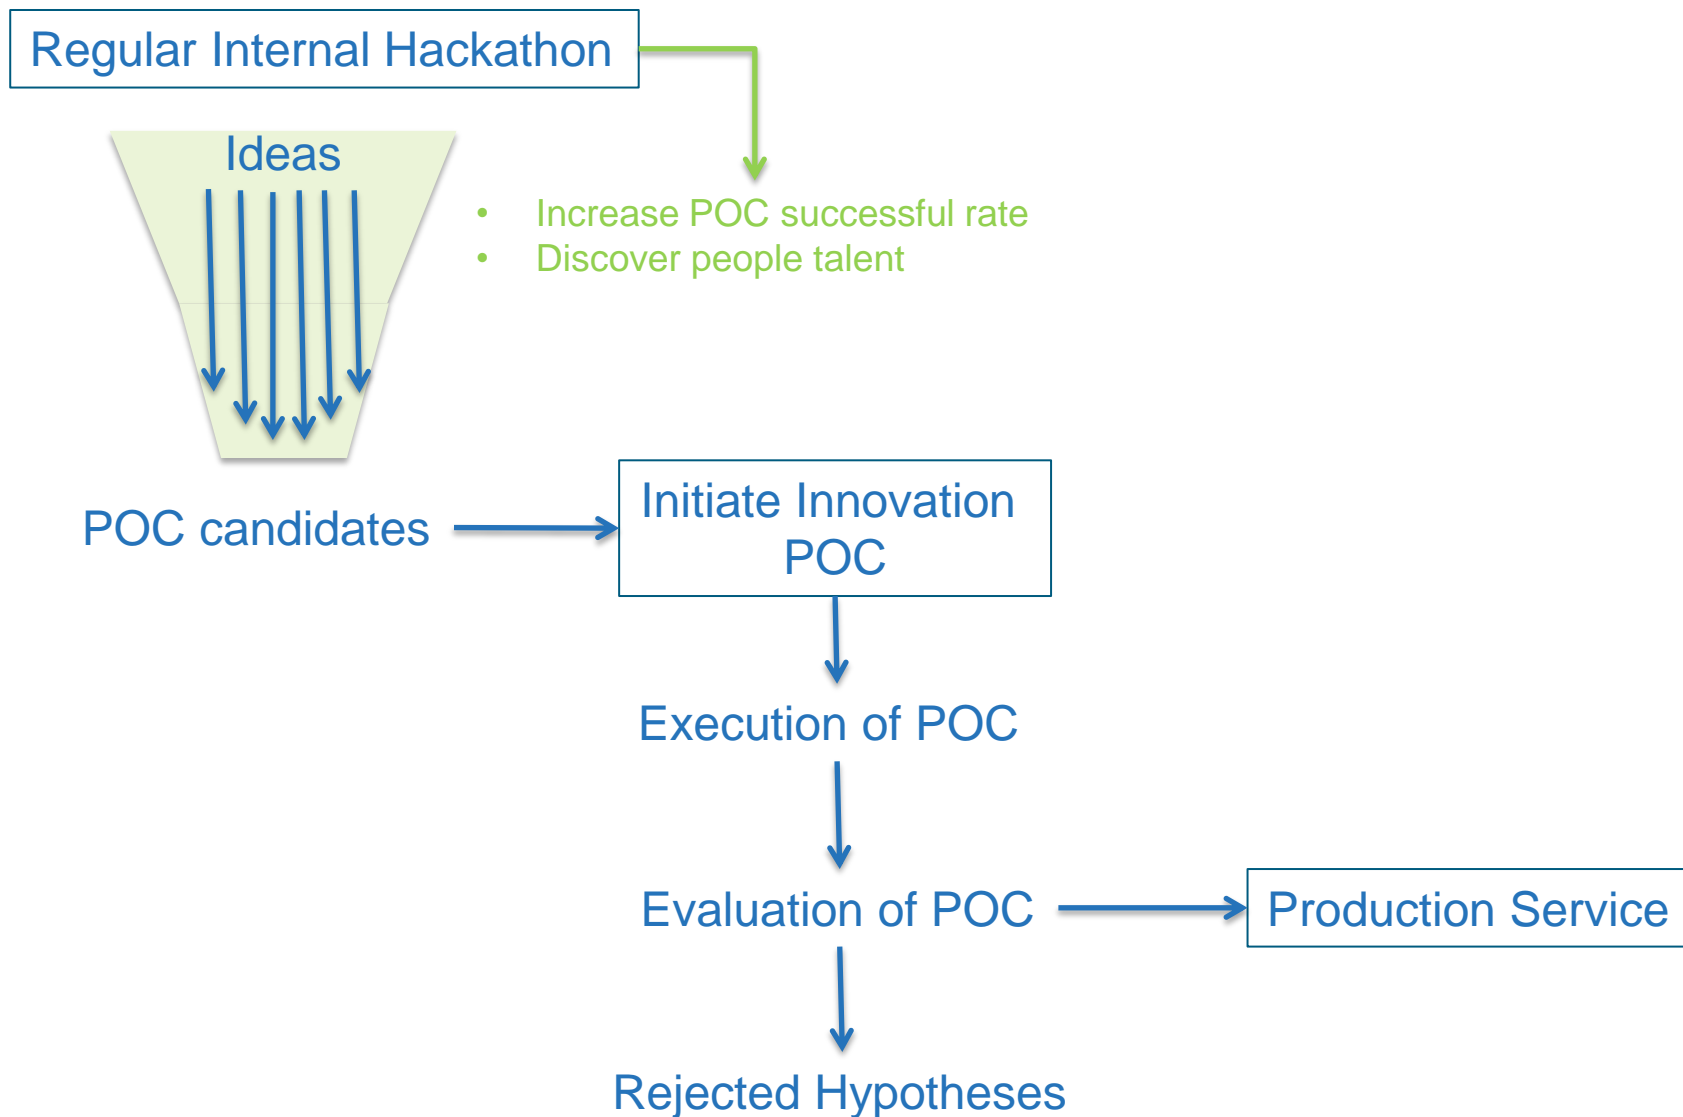 Regular Internal Hackathon
Ideas
• Increase POC successful rate
• Discover people talent
POC candidates
Initiate Innovation
POC
Execution of POC
Evaluation of POC
Production Service
Rejected Hypotheses